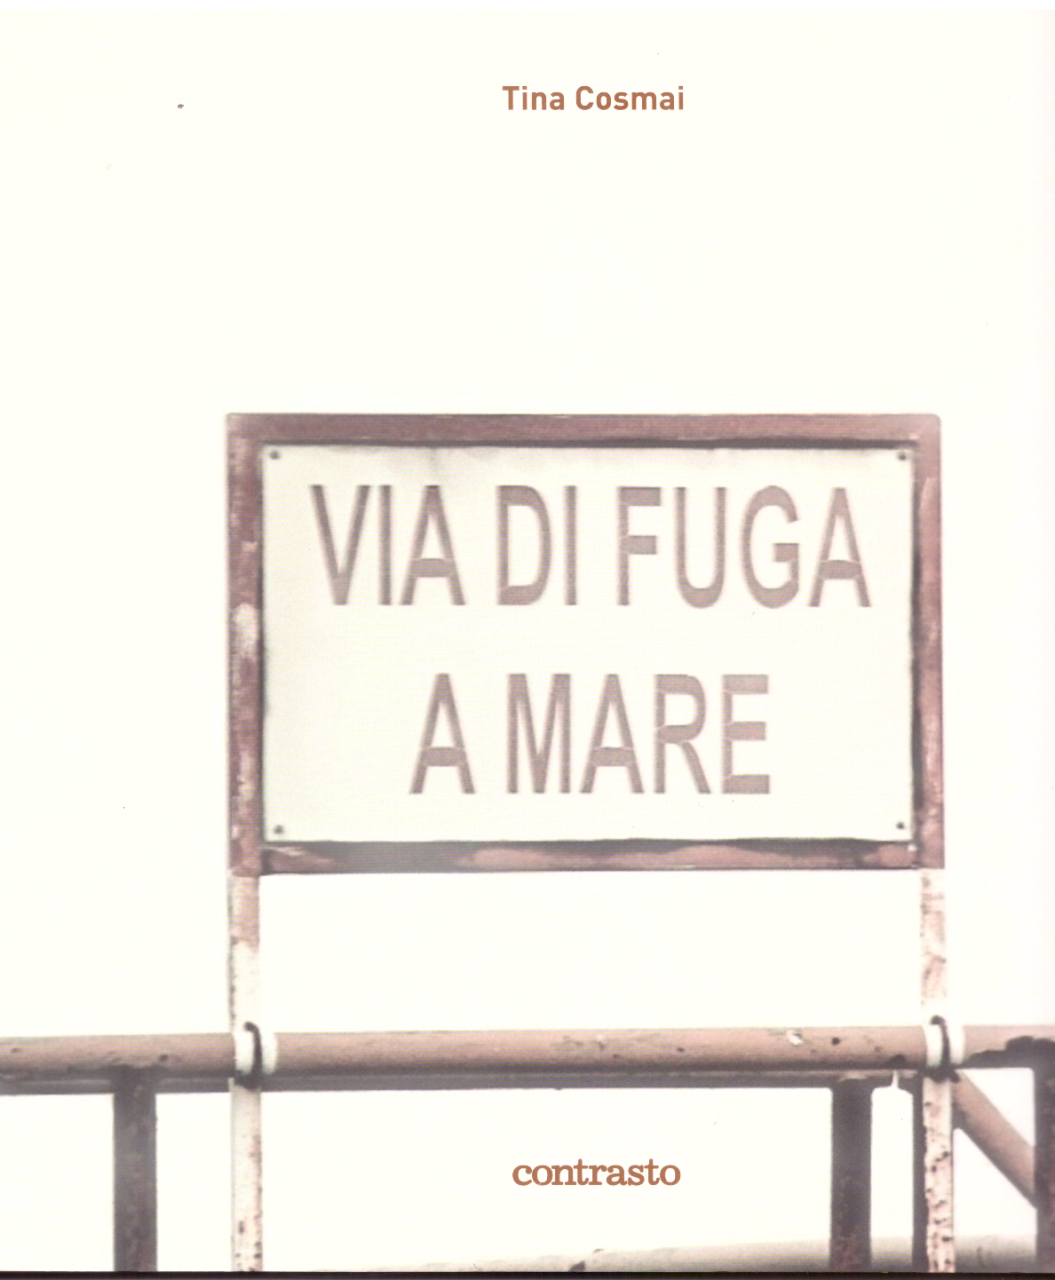 Tina Cosmai
VIA DI FUGA
A MARE
contrasto